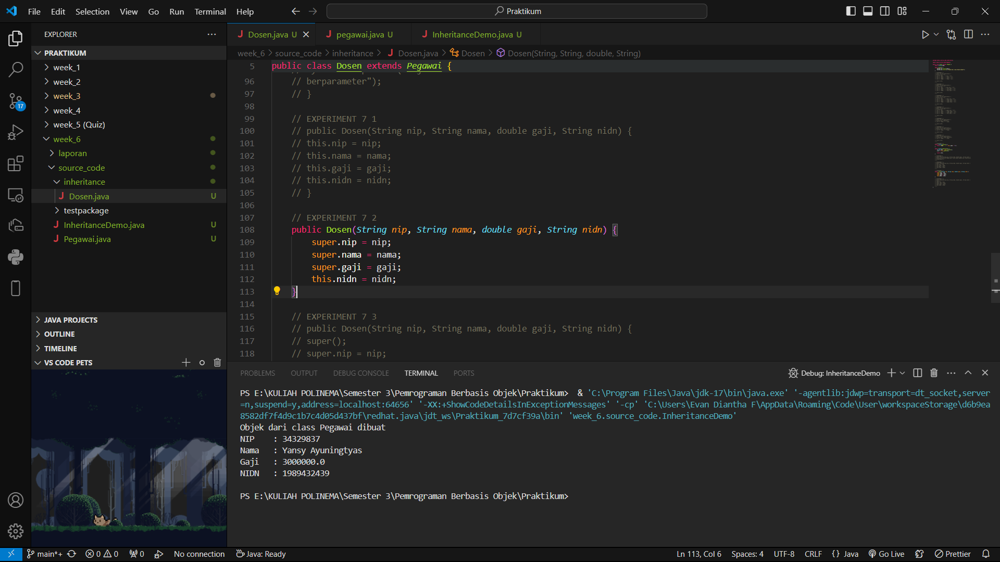 File Edit Selection View Go Run Terminal Help
Praktikum
EXPLORER
PRAKTIKUM
week_1
week_2
week_3
week_4
week_5 (Quiz)
week_6
laporan
source_code
inheritance
J Dosen.java U
testpackage
J InheritanceDemo.java U
J Pegawai.java U
17
JAVA PROJECTS
OUTLINE
TIMELINE
VS CODE PETS
J Dosen.java U
J pegawai.java U
J InheritanceDemo.java U
week_6 > source_code > inheritance > J Dosen.java > Dosen > Dosen(String, String, double, String)
5 public class Dosen extends Pegawai {
96 // berparameter");
97 // }
98
99 // EXPERIMENT 7 1
100 // public Dosen(String nip, String nama, double gaji, String nidn) {
101 // this.nip = nip;
102 // this.nama = nama;
103 // this.gaji = gaji;
104 // this.nidn = nidn;
105 // }
106
107 // EXPERIMENT 7 2
108 public Dosen(String nip, String nama, double gaji, String nidn) {
109 super.nip = nip;
110 super.nama = nama;
111 super.gaji = gaji;
112 this.nidn = nidn;
113 }
114
115 // EXPERIMENT 7 3
116 // public Dosen(String nip, String nama, double gaji, String nidn) {
117 // super();
118 // super.nip = nip;
PROBLEMS OUTPUT DEBUG CONSOLE TERMINAL PORTS
Debug: InheritanceDemo
PS E:\KULIAH POLINEMA\Semester 3\Pemrograman Berbasis Objek\Praktikum> & 'C:\Program Files\Java\jdk-17\bin\java.exe' '-agentlib:jdwp=transport=dt_socket,server
=n,suspend=y,address=localhost:64656' '-XX:+ShowCodeDetailsInExceptionMessages' '-cp' 'C:\Users\Evan Diantha F\AppData\Roaming\Code\User\workspaceStorage\d6b9ea
8582df7f4d9c1b7c4d05d437bf\redhat.java\jdt_ws\Praktikum_7d7cf39a\bin' 'week_6.source_code.InheritanceDemo'
Objek dari class Pegawai dibuat
NIP : 34329837
Nama : Yansy Ayuningtyas
Gaji : 3000000.0
NIDN : 1989432439
PS E:\KULIAH POLINEMA\Semester 3\Pemrograman Berbasis Objek\Praktikum>
main*+ 0 0 0 No connection Java: Ready
Ln 113, Col 6 Spaces: 4 UTF-8 CRLF {} Java Go Live Prettier